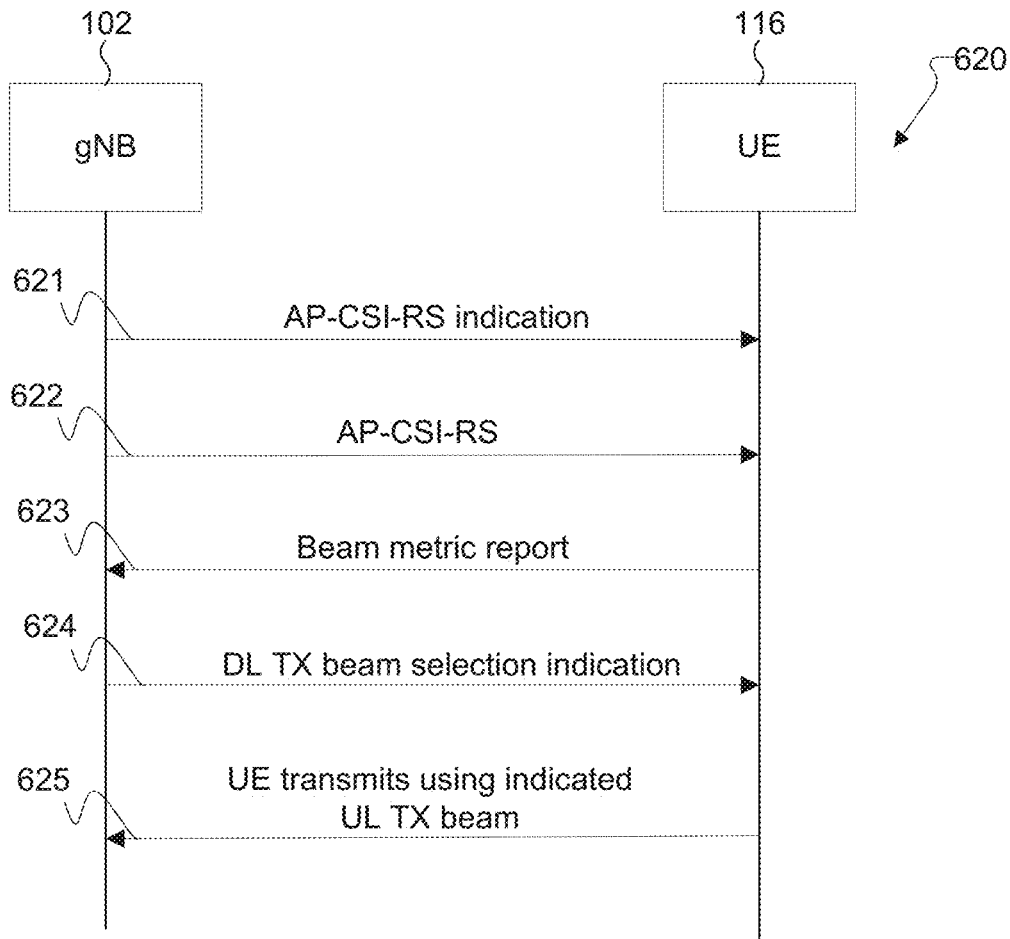 102
116
620
gNB
UE
621
AP-CSI-RS indication
622
AP-CSI-RS
623
Beam metric report
624
DL TX beam selection indication
625
UE transmits using indicated
UL TX beam